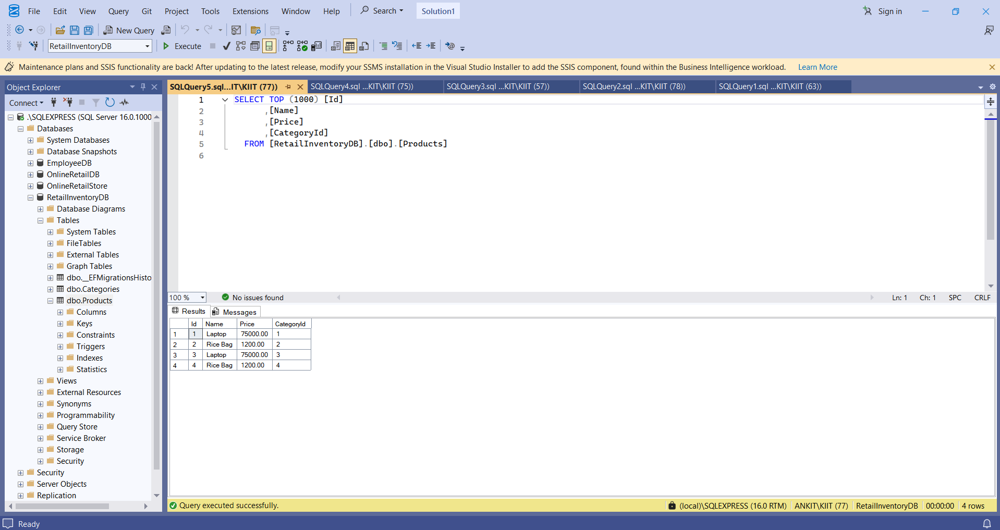 File Edit View Query Git Project Tools Extensions Window Help Search Solution1 Sign in
New Query
RetailInventoryDB Execute
Maintenance plans and SSIS functionality are back! After updating to the latest release, modify your SSMS installation in the Visual Studio Installer to add the SSIS component, found within the Business Intelligence workload. Learn More
Object Explorer
Connect
.\SQLEXPRESS (SQL Server 16.0.1000
Databases
System Databases
Database Snapshots
EmployeeDB
OnlineRetailDB
OnlineRetailStore
RetailInventoryDB
Database Diagrams
Tables
System Tables
FileTables
External Tables
Graph Tables
dbo.__EFMigrationsHisto
dbo.Categories
dbo.Products
Columns
Keys
Constraints
Triggers
Indexes
Statistics
Views
External Resources
Synonyms
Programmability
Query Store
Service Broker
Storage
Security
Security
Server Objects
Replication
SQLQuery5.sql...IT\KIIT (77)) SQLQuery4.sql ...KIT\KIIT (75)) SQLQuery3.sql ...KIT\KIIT (57)) SQLQuery2.sql ...KIT\KIIT (78)) SQLQuery1.sql ...KIT\KIIT (63))
1 SELECT TOP (1000) [Id]
2 ,[Name]
3 ,[Price]
4 ,[CategoryId]
5 FROM [RetailInventoryDB].[dbo].[Products]
6
100 % No issues found Ln: 1 Ch: 1 SPC CRLF
Results Messages
Id Name Price CategoryId
1 1 Laptop 75000.00 1
2 2 Rice Bag 1200.00 2
3 3 Laptop 75000.00 3
4 4 Rice Bag 1200.00 4
Query executed successfully. (local)\SQLEXPRESS (16.0 RTM) ANKIT\KIIT (77) RetailInventoryDB 00:00:00 4 rows
Ready